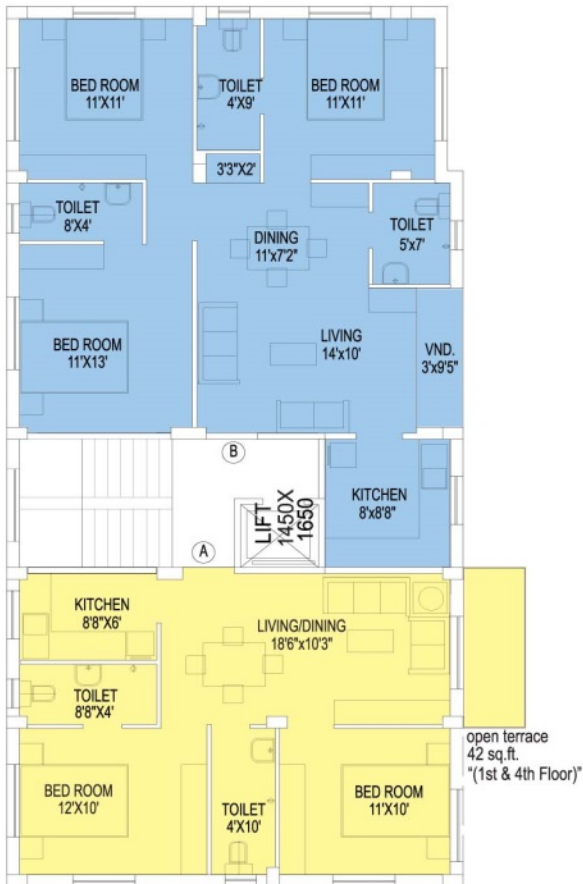 BED ROOM
11'X11'
TOILET
4'X9'
BED ROOM
11'X11'
3'3"X2'
TOILET
8'X4'
DINING
11'x7'2"
TOILET
5'x7'
BED ROOM
11'X13'
LIVING
14'x10'
VND.
3'x9'5"
B
KITCHEN
8'x8'8"
LIFT
1450X
1650
A
KITCHEN
8'8"X6'
LIVING/DINING
18'6"x10'3"
TOILET
8'8"X4'
open terrace
42 sq.ft.
"(1st & 4th Floor)"
BED ROOM
12'X10'
TOILET
4'X10'
BED ROOM
11'X10'